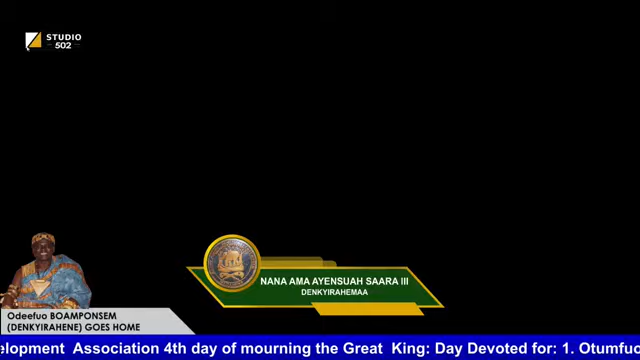 STUDIO
502
NANA AMA AYENSUAH SAARA III
DENKYIRAHEMAA
Odeefuo BOAMPONSEM
(DENKYIRAHENE) GOES HOME
elopment Association 4th day of mourning the Great King: Day Devoted for: 1. Otumfuo